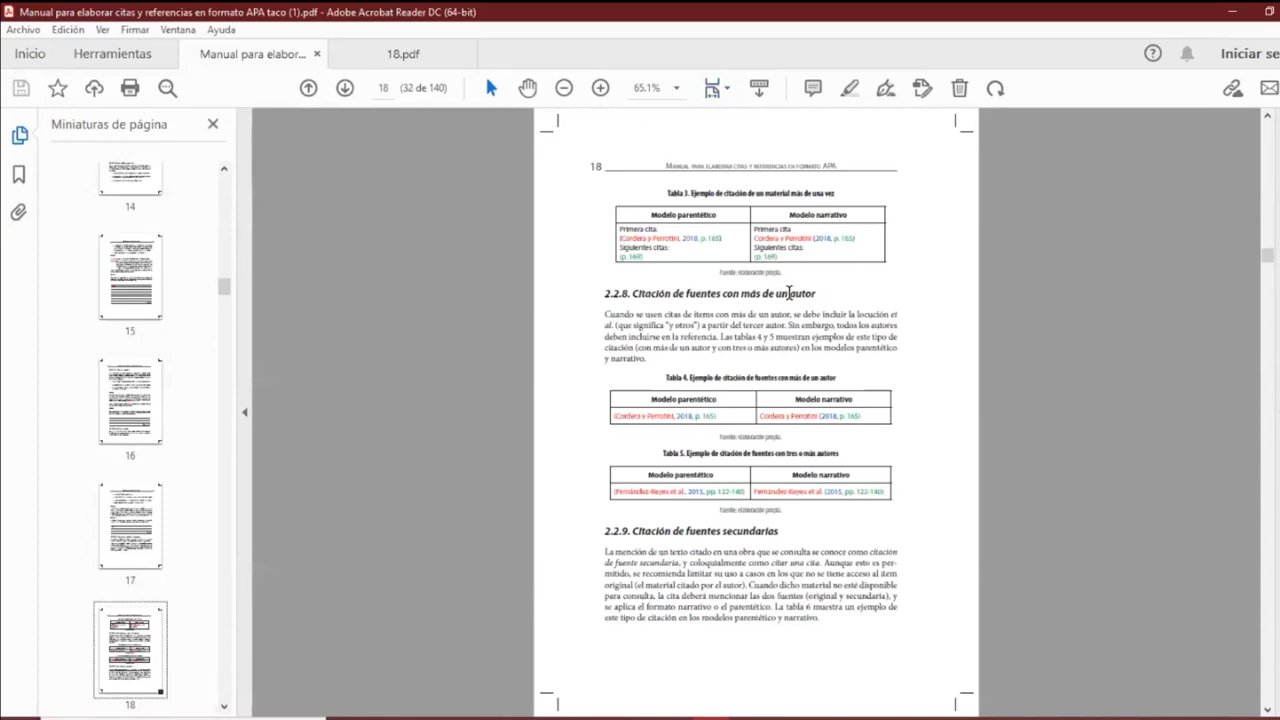 Manual para elaborar citas y referencias en formato APA taco (1).pdf - Adobe Acrobat Reader DC (64-bit)
Archivo Edición Ver Firmar Ventana Ayuda
Inicio Herramientas Manual para elabor... × 18.pdf Iniciar se
18 (32 de 140) 65.1%
Miniaturas de página
14
15
16
17
18
18 Manual para elaborar citas y referencias en formato APA
Tabla 3. Ejemplo de citación de un material más de una vez
Modelo parentético Modelo narrativo
Primera cita: Primera cita
(Cordera y Perrotini, 2018, p. 165) Cordera y Perrotini (2018, p. 165)
Siguientes citas: Siguientes citas:
(p. 169) (p. 169)
Fuente: elaboración propia.
2.2.8. Citación de fuentes con más de un autor
Cuando se usen citas de ítems con más de un autor, se debe incluir la locución et
al. (que significa "y otros") a partir del tercer autor. Sin embargo, todos los autores
deben incluirse en la referencia. Las tablas 4 y 5 muestran ejemplos de este tipo de
citación (con más de un autor y con tres o más autores) en los modelos parentético
y narrativo.
Tabla 4. Ejemplo de citación de fuentes con más de un autor
Modelo parentético Modelo narrativo
(Cordera y Perrotini, 2018, p. 165) Cordera y Perrotini (2018, p. 165)
Fuente: elaboración propia.
Tabla 5. Ejemplo de citación de fuentes con tres o más autores
Modelo parentético Modelo narrativo
(Fernández-Reyes et al., 2015, pp. 122-140) Fernández-Reyes et al. (2015, pp. 122-140)
Fuente: elaboración propia.
2.2.9. Citación de fuentes secundarias
La mención de un texto citado en una obra que se consulta se conoce como citación
de fuente secundaria, y coloquialmente como citar una cita. Aunque esto es per-
mitido, se recomienda limitar su uso a casos en los que no se tiene acceso al ítem
original (el material citado por el autor). Cuando dicho material no esté disponible
para consulta, la cita deberá mencionar las dos fuentes (original y secundaria), y
se aplica el formato narrativo o el parentético. La tabla 6 muestra un ejemplo de
este tipo de citación en los modelos parentético y narrativo.